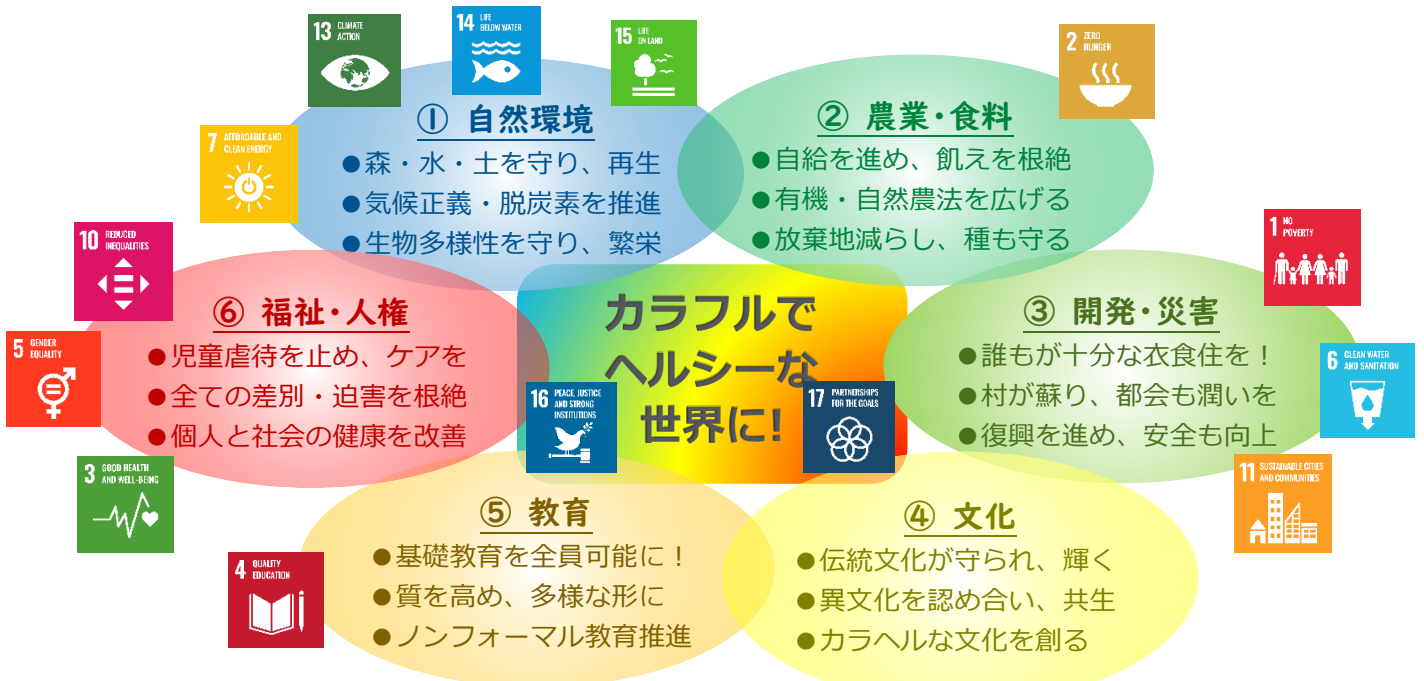 13 CLIMATE
ACTION
14 LIFE
BELOW WATER
15 LIFE
ON LAND
7 AFFORDABLE AND
CLEAN ENERGY
① 自然環境
●森・水・土を守り、再生
●気候正義・脱炭素を推進
●生物多様性を守り、繁栄
2 ZERO
HUNGER
② 農業・食料
●自給を進め、飢えを根絶
●有機・自然農法を広げる
●放棄地減らし、種も守る
1 NO
POVERTY
6 CLEAN WATER
AND SANITATION
11 SUSTAINABLE CITIES
AND COMMUNITIES
③ 開発・災害
●誰もが十分な衣食住を！
●村が蘇り、都会も潤いを
●復興を進め、安全も向上
10 REDUCED
INEQUALITIES
5 GENDER
EQUALITY
3 GOOD HEALTH
AND WELL-BEING
⑥ 福祉・人権
●児童虐待を止め、ケアを
●全ての差別・迫害を根絶
●個人と社会の健康を改善
カラフルで
ヘルシーな
世界に!
16 PEACE, JUSTICE
AND STRONG
INSTITUTIONS
17 PARTNERSHIPS
FOR THE GOALS
4 QUALITY
EDUCATION
⑤ 教育
●基礎教育を全員可能に！
●質を高め、多様な形に
●ノンフォーマル教育推進
④ 文化
●伝統文化が守られ、輝く
●異文化を認め合い、共生
●カラヘルな文化を創る